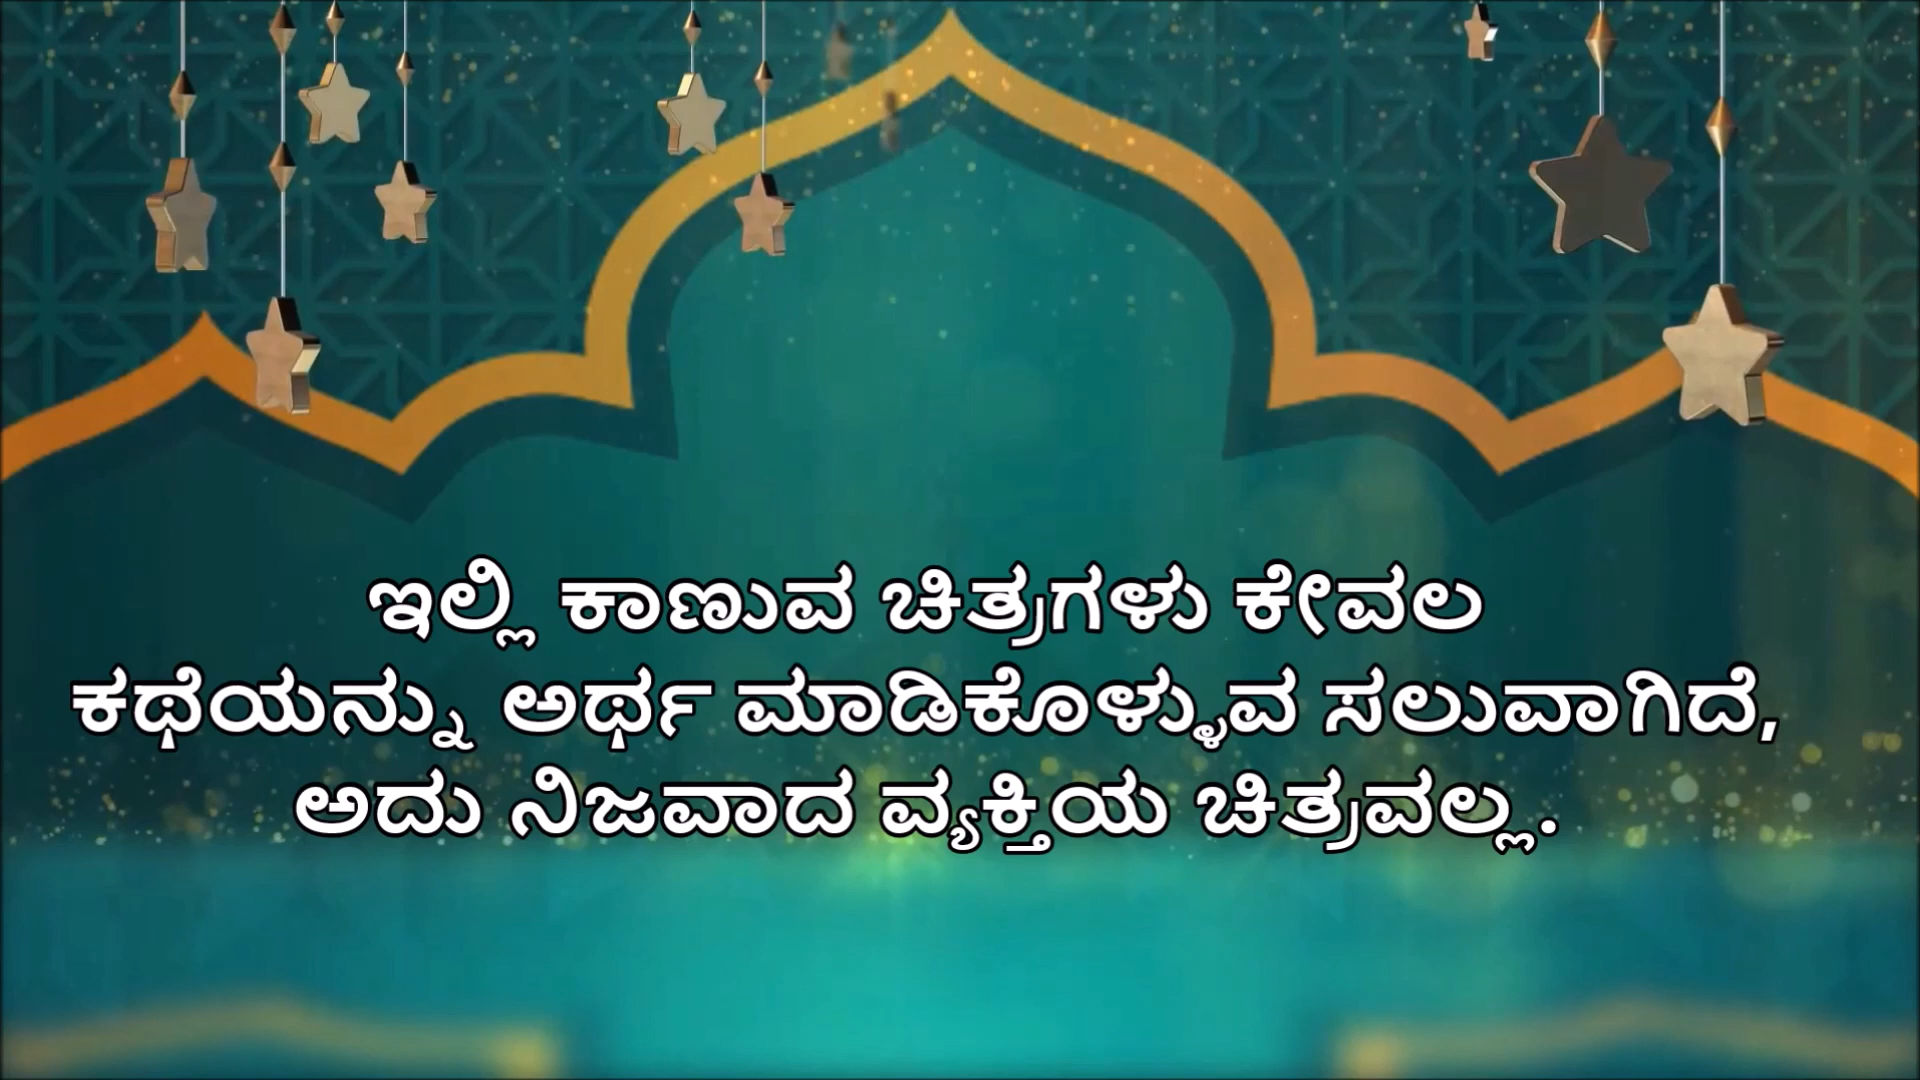 ಇಲ್ಲಿ ಕಾಣುವ ಚಿತ್ರಗಳು ಕೇವಲ
ಕಥೆಯನ್ನು ಅರ್ಥ ಮಾಡಿಕೊಳ್ಳುವ ಸಲುವಾಗಿದೆ,
ಅದು ನಿಜವಾದ ವ್ಯಕ್ತಿಯ ಚಿತ್ರವಲ್ಲ.